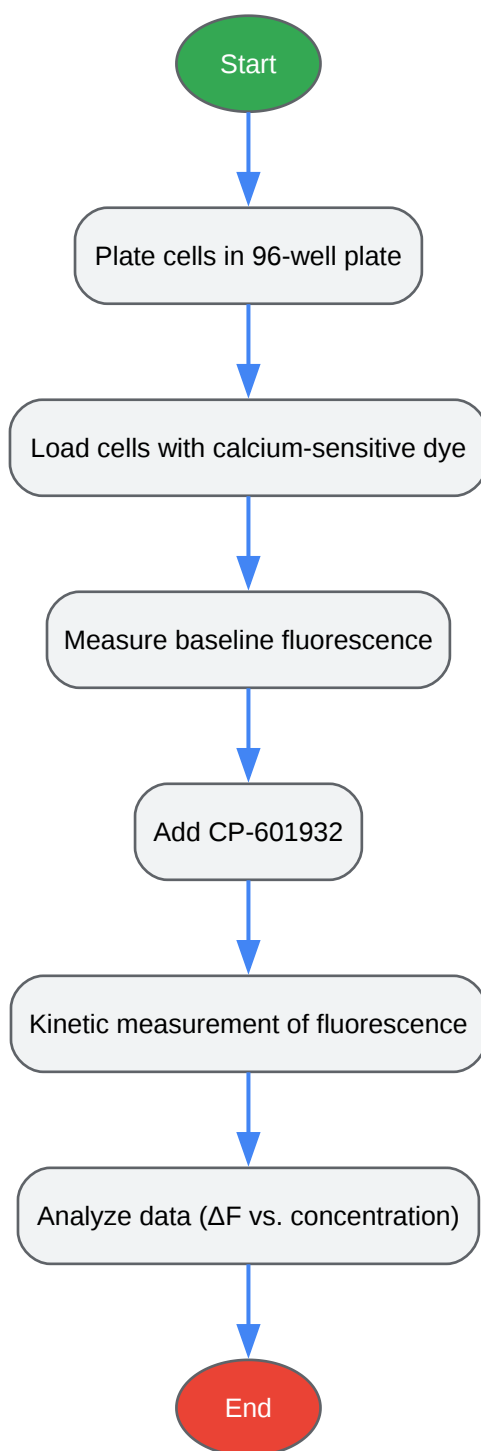 Start
Plate cells in 96-well plate
Load cells with calcium-sensitive dye
Measure baseline fluorescence
Add CP-601932
Kinetic measurement of fluorescence
Analyze data (ΔF vs. concentration)
End